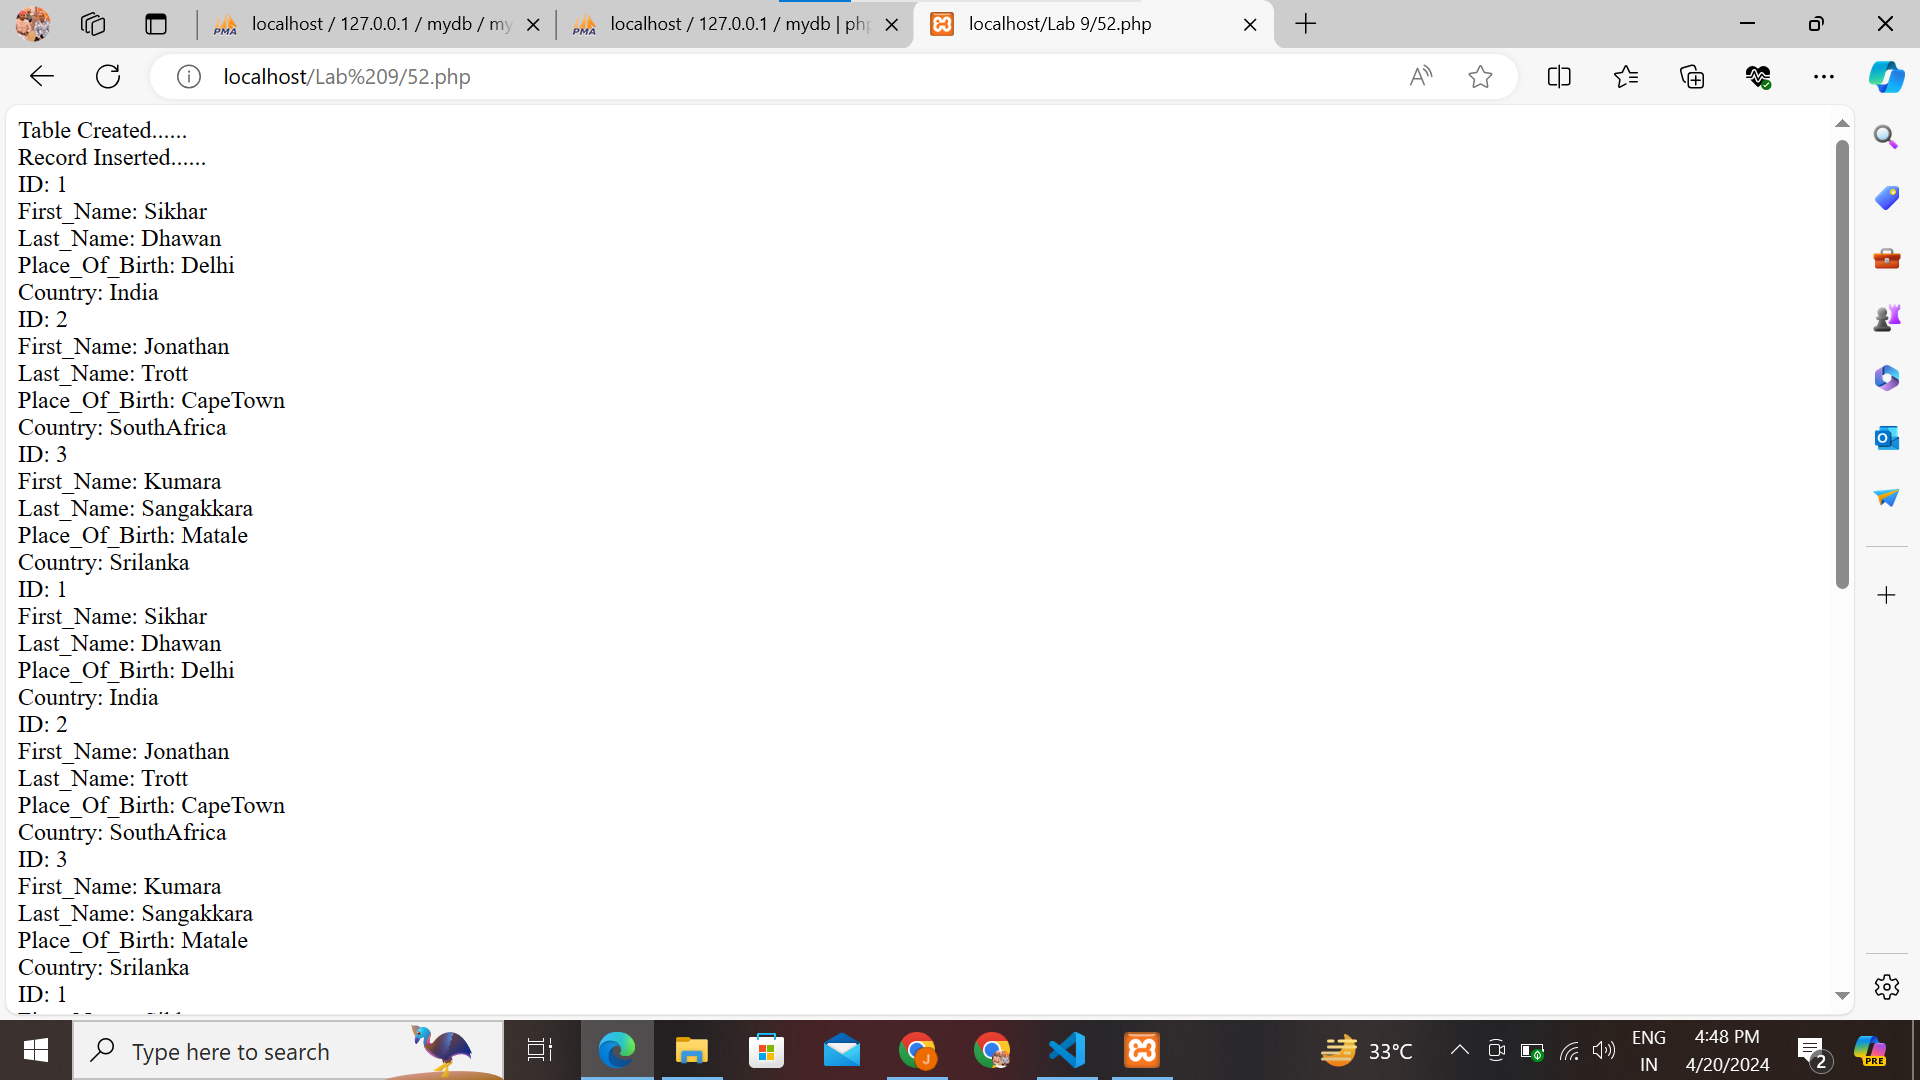 localhost / 127.0.0.1 / mydb / my
localhost / 127.0.0.1 / mydb | php
localhost/Lab 9/52.php
localhost/Lab%209/52.php
Table Created......
Record Inserted......
ID: 1
First_Name: Sikhar
Last_Name: Dhawan
Place_Of_Birth: Delhi
Country: India
ID: 2
First_Name: Jonathan
Last_Name: Trott
Place_Of_Birth: CapeTown
Country: SouthAfrica
ID: 3
First_Name: Kumara
Last_Name: Sangakkara
Place_Of_Birth: Matale
Country: Srilanka
ID: 1
First_Name: Sikhar
Last_Name: Dhawan
Place_Of_Birth: Delhi
Country: India
ID: 2
First_Name: Jonathan
Last_Name: Trott
Place_Of_Birth: CapeTown
Country: SouthAfrica
ID: 3
First_Name: Kumara
Last_Name: Sangakkara
Place_Of_Birth: Matale
Country: Srilanka
ID: 1
Type here to search
33°C
ENG
IN
4:48 PM
4/20/2024
2
PRE